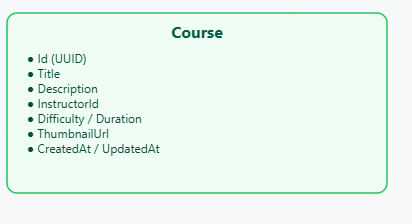 Course
● Id (UUID)
● Title
● Description
● InstructorId
● Difficulty / Duration
● ThumbnailUrl
● CreatedAt / UpdatedAt